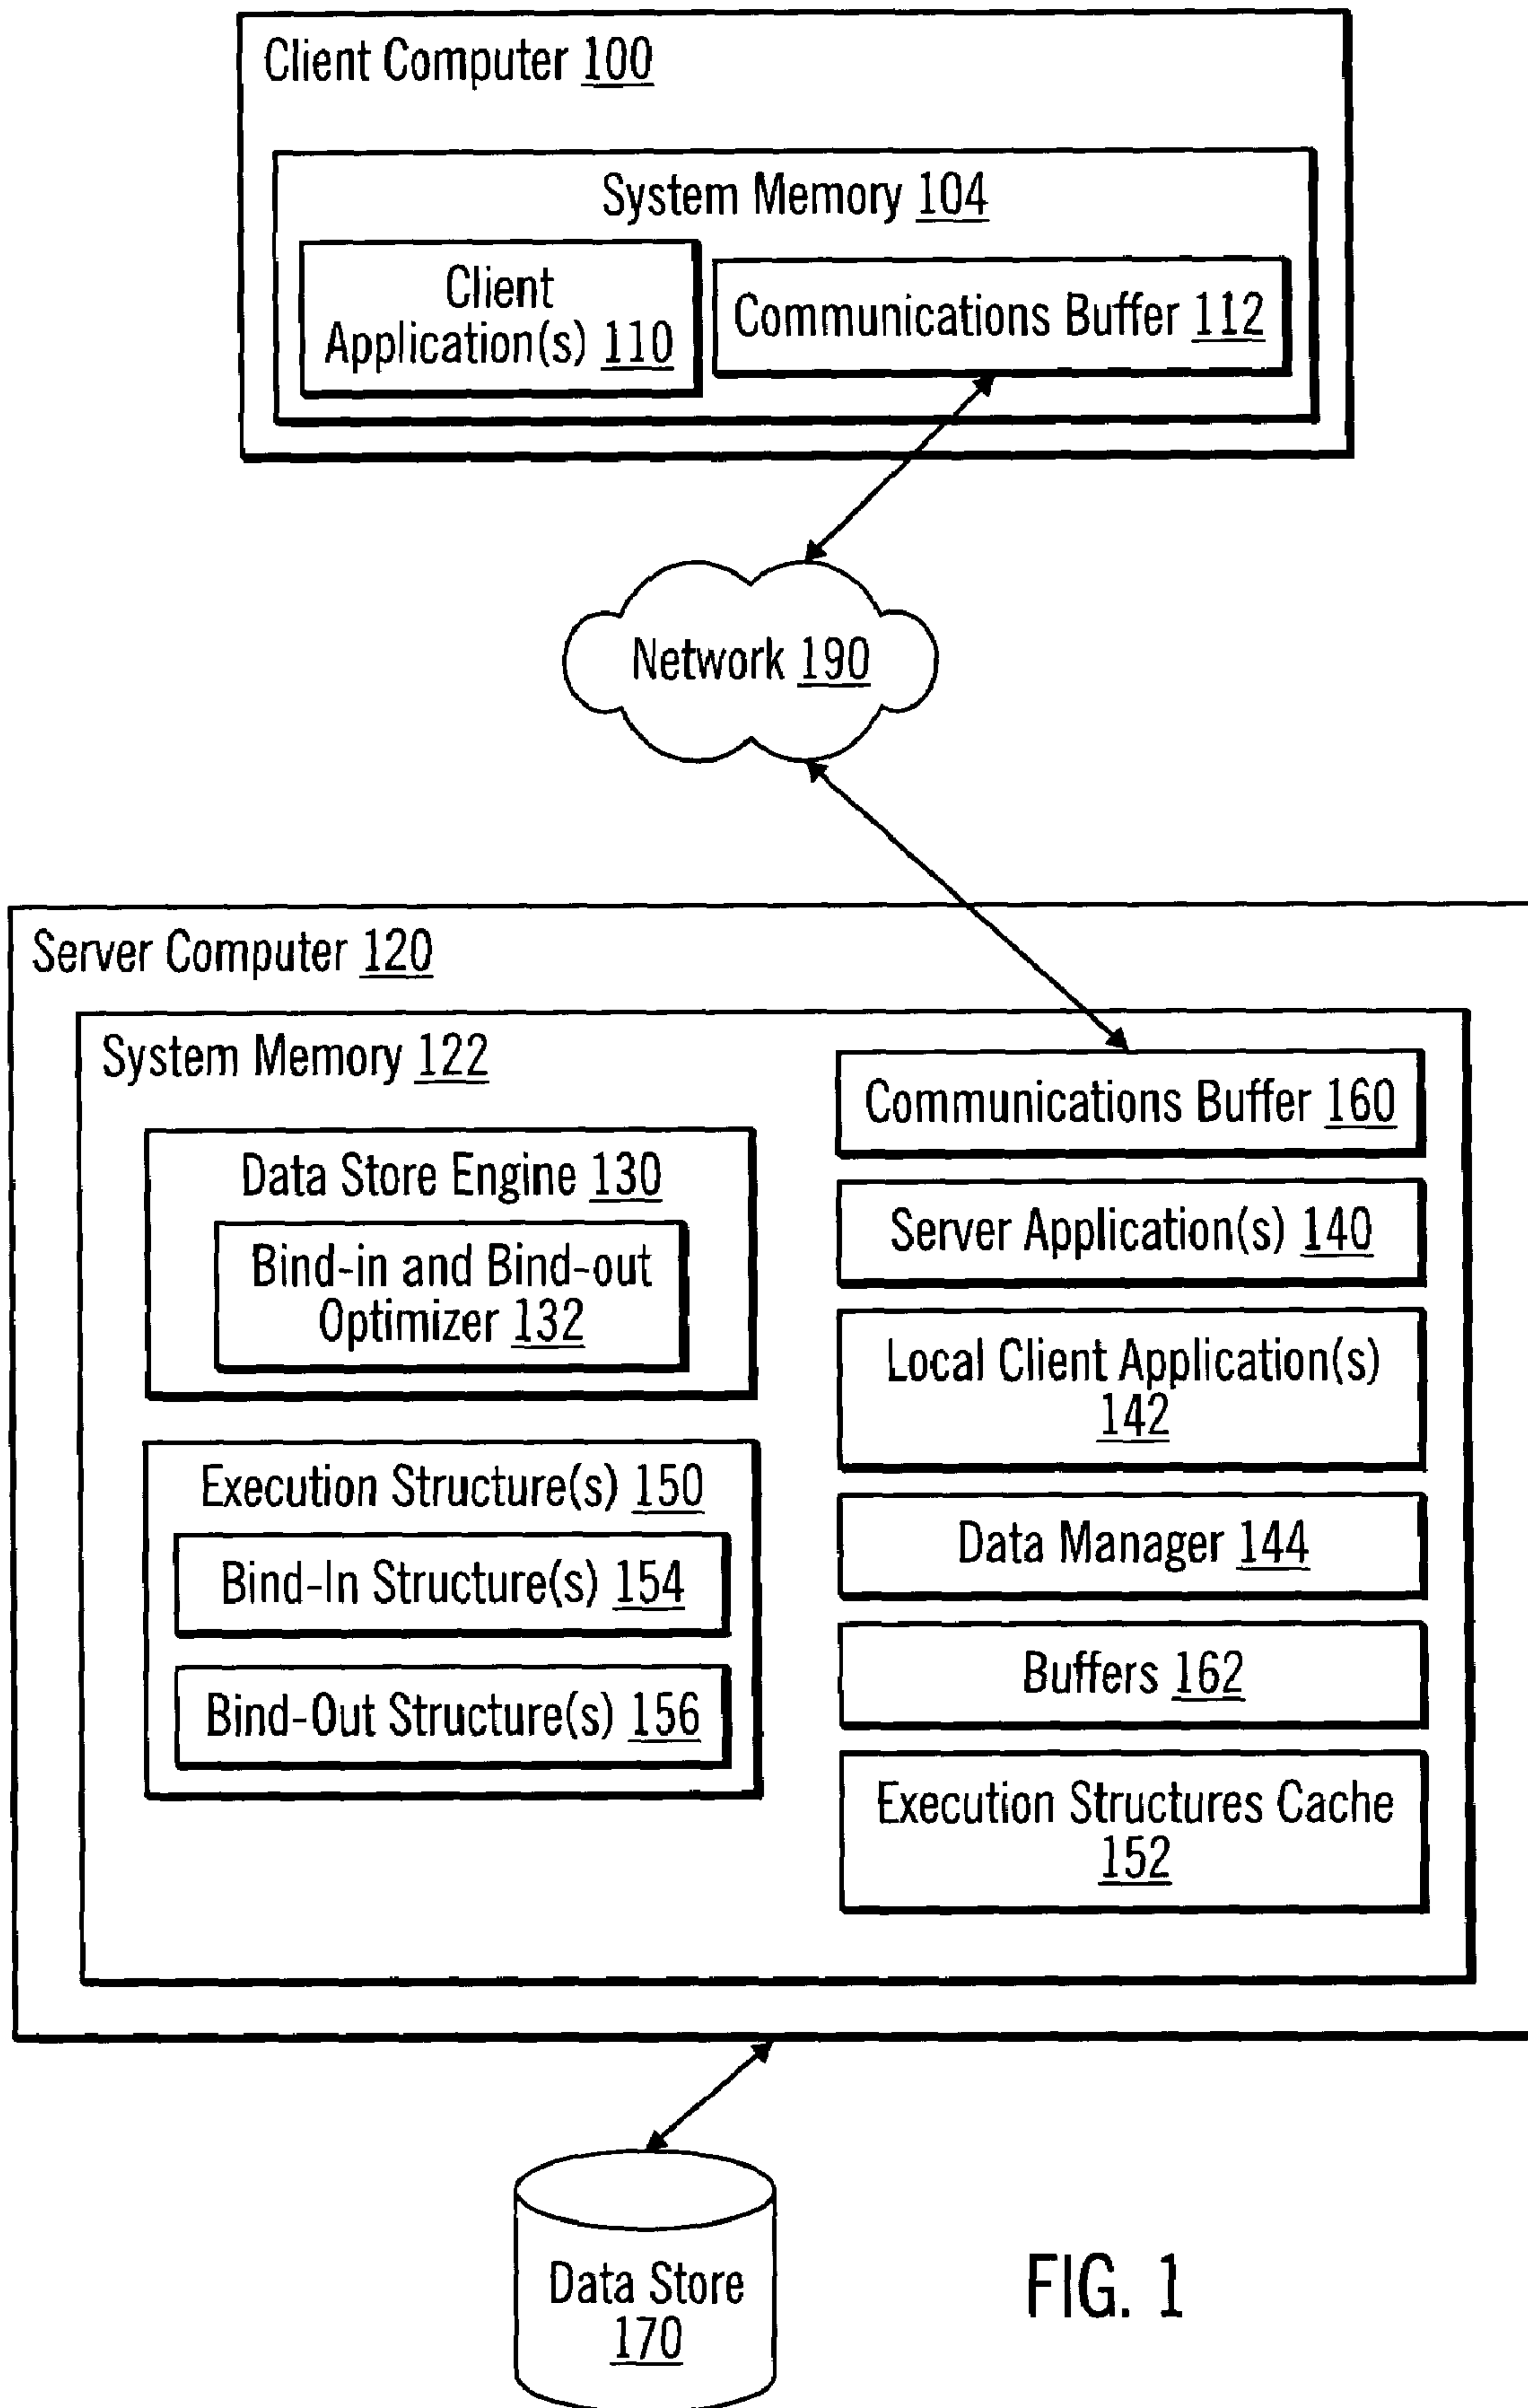 Client Computer 100
System Memory 104
Client
Application(s) 110
Communications Buffer 112
Network 190
Server Computer 120
System Memory 122
Data Store Engine 130
Bind-in and Bind-out
Optimizer 132
Execution Structure(s) 150
Bind-In Structure(s) 154
Bind-Out Structure(s) 156
Communications Buffer 160
Server Application(s) 140
Local Client Application(s)
142
Data Manager 144
Buffers 162
Execution Structures Cache
152
Data Store
170
FIG. 1